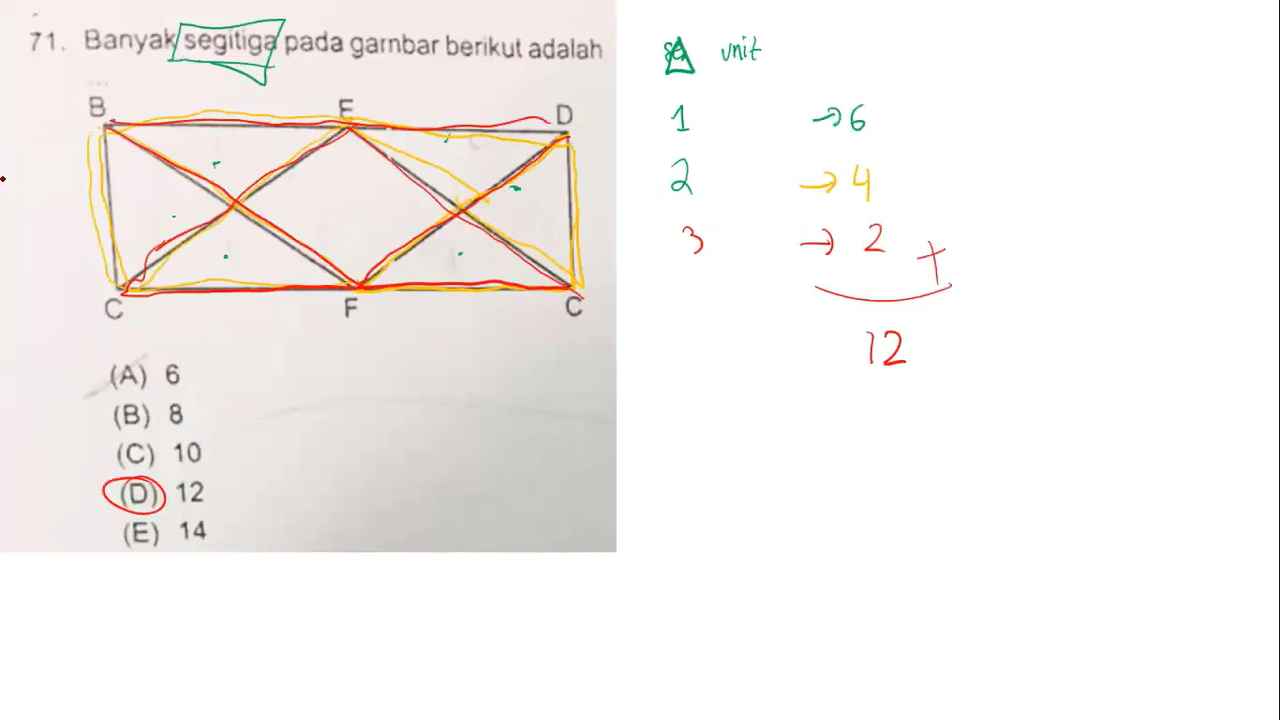 71. Banyak segitiga pada garnbar berikut adalah
...
B E D
C F C
(A) 6
(B) 8
(C) 10
(D) 12
(E) 14
unit
1 → 6
2 → 4
3 → 2 +
12